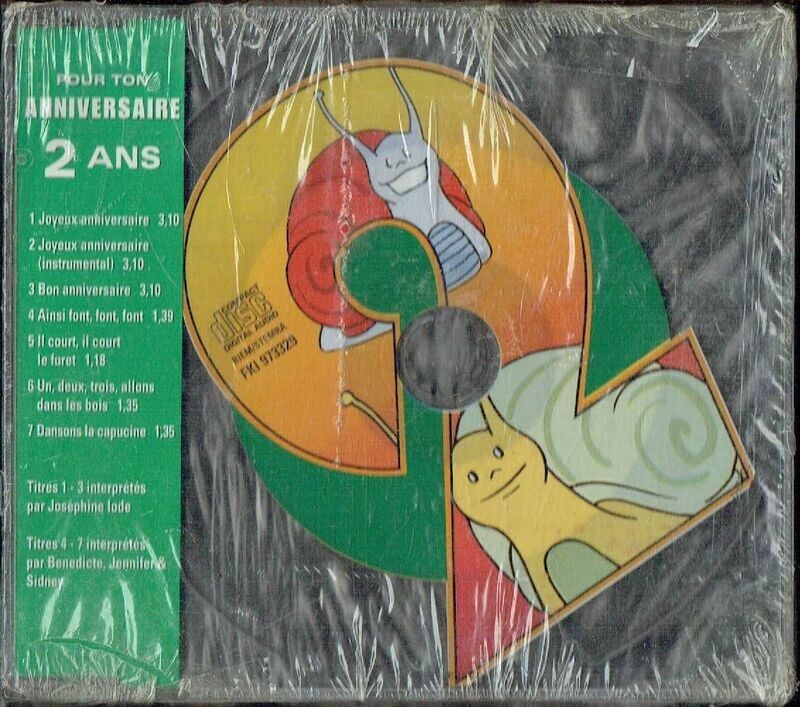 POUR TON
ANNIVERSAIRE
2 ANS
1 Joyeux anniversaire 3,10
2 Joyeux anniversaire
(instrumental) 3,10
3 Bon anniversaire 3,10
4 Ainsi font, font, font 1,39
5 Il court, il court
le furet 1,18
6 Un, deux, trois, allons
dans les bois 1,35
7 Dansons la capucine 1,35
Titres 1 - 3 interprétés
par Joséphine Iode
Titres 4 - 7 interprétés
par Benedicte, Jennifer &
Sidney
COMPACT
disc
DIGITAL AUDIO
BIEM/STEMRA
FKI 973329